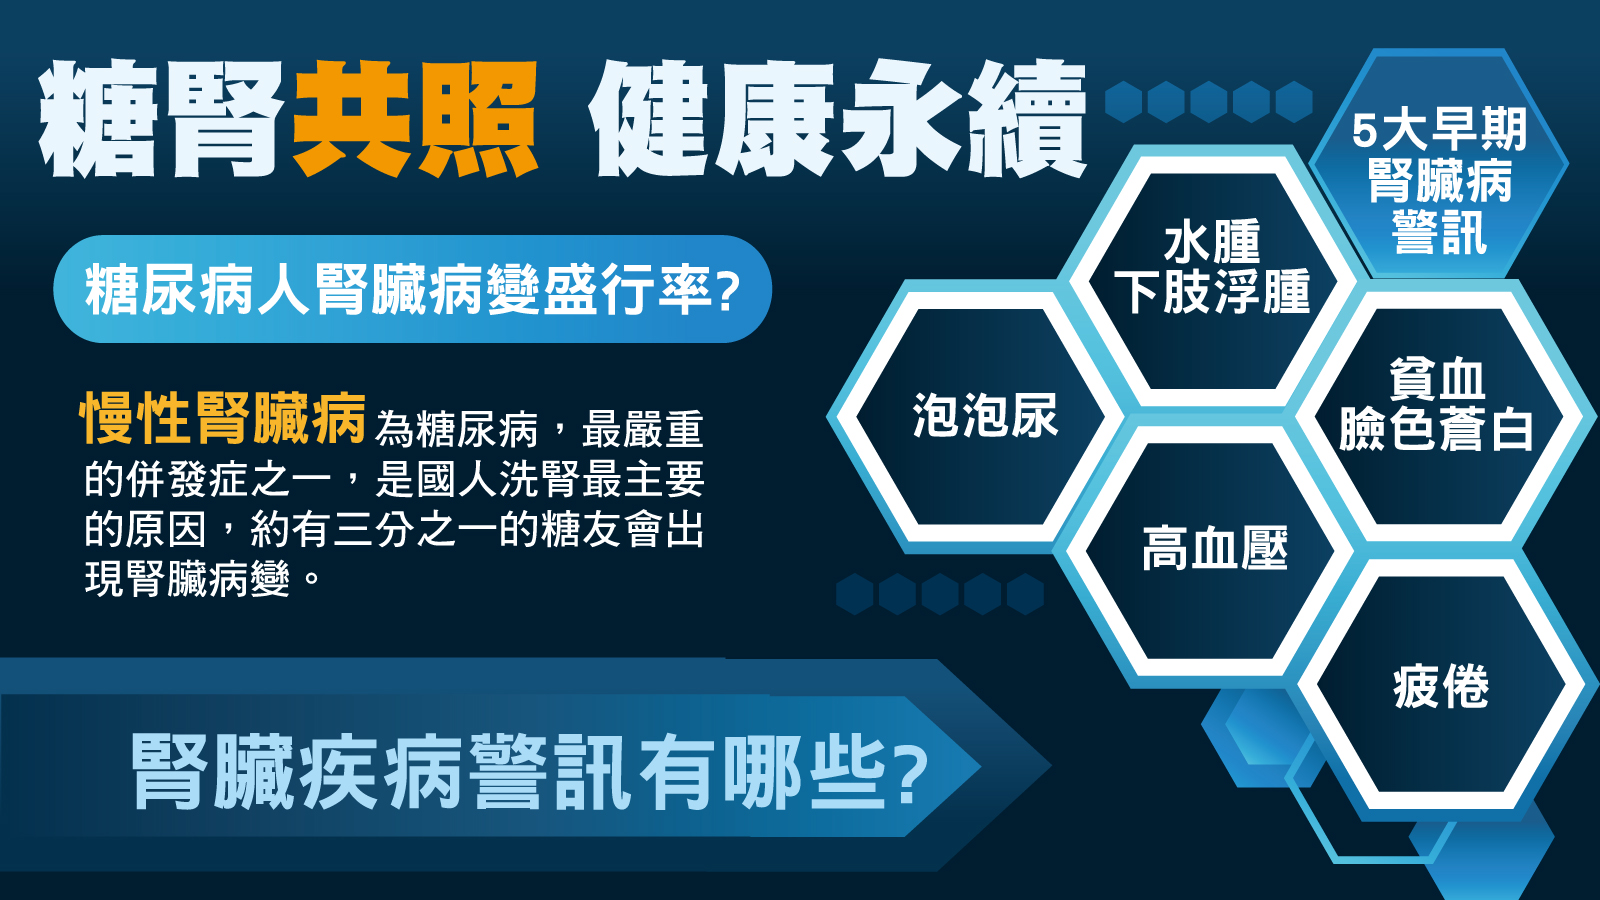 糖腎共照 健康永續
糖尿病人腎臟病變盛行率?
慢性腎臟病為糖尿病，最嚴重
的併發症之一，是國人洗腎最主要
的原因，約有三分之一的糖友會出
現腎臟病變。
腎臟疾病警訊有哪些?
5大早期
腎臟病
警訊
水腫
下肢浮腫
泡泡尿
貧血
臉色蒼白
高血壓
疲倦